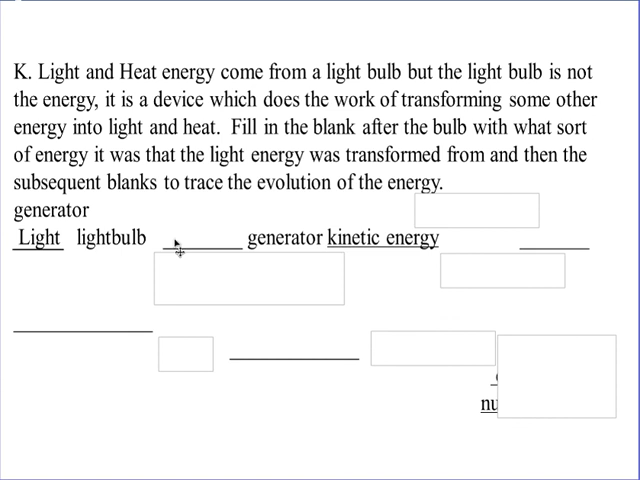 K. Light and Heat energy come from a light bulb but the light bulb is not
the energy, it is a device which does the work of transforming some other
energy into light and heat. Fill in the blank after the bulb with what sort
of energy it was that the light energy was transformed from and then the
subsequent blanks to trace the evolution of the energy.
generator
Light lightbulb ________ generator kinetic energy ________